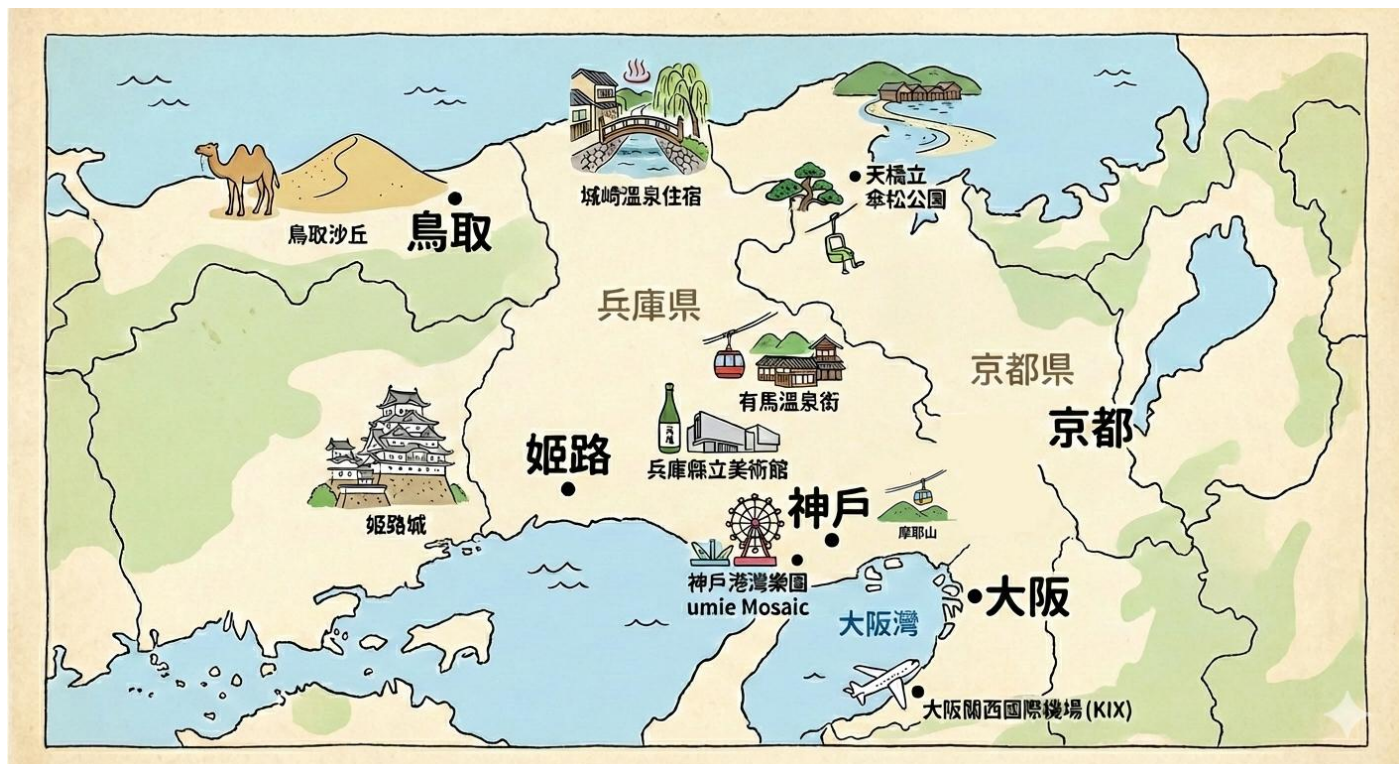 城崎溫泉住宿
天橋立
傘松公園
鳥取沙丘
鳥取
兵庫県
京都県
有馬溫泉街
京都
姫路
兵庫縣立美術館
神戶
姫路城
摩耶山
神戶港灣樂園
umie Mosaic
大阪
大阪灣
大阪關西國際機場(KIX)